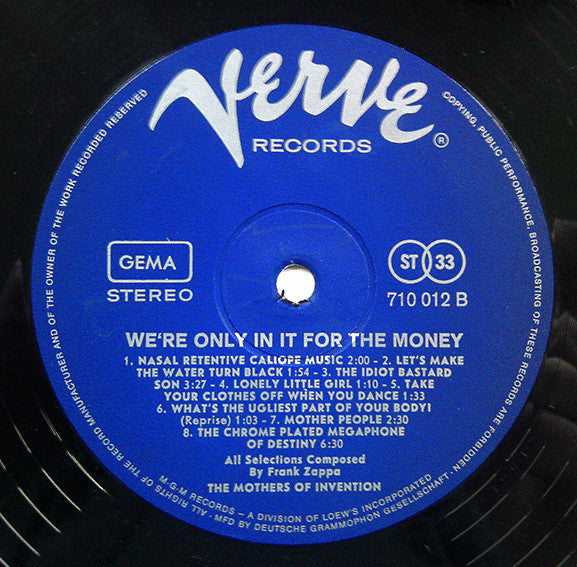 verve
RECORDS
®
GEMA
STEREO
ST 33
710 012 B
WE'RE ONLY IN IT FOR THE MONEY
1. NASAL RETENTIVE CALIOPE MUSIC 2:00 - 2. LET'S MAKE
THE WATER TURN BLACK 1:54 - 3. THE IDIOT BASTARD
SON 3:27 - 4. LONELY LITTLE GIRL 1:10 - 5. TAKE
YOUR CLOTHES OFF WHEN YOU DANCE 1:33
6. WHAT'S THE UGLIEST PART OF YOUR BODY!
(Reprise) 1:03 - 7. MOTHER PEOPLE 2:30
8. THE CHROME PLATED MEGAPHONE
OF DESTINY 6:30
All Selections Composed
By Frank Zappa
THE MOTHERS OF INVENTION
M-G-M RECORDS - A DIVISION OF LOEW'S INCORPORATED
-ALL RIGHTS OF THE RECORD MANUFACTURER AND OF THE OWNER OF THE WORK RECORDED RESERVED
COPYING, PUBLIC PERFORMANCE, BROADCASTING OF THESE RECORDS ARE FORBIDDEN.
- MFD BY DEUTSCHE GRAMMOPHON GESELLSCHAFT -